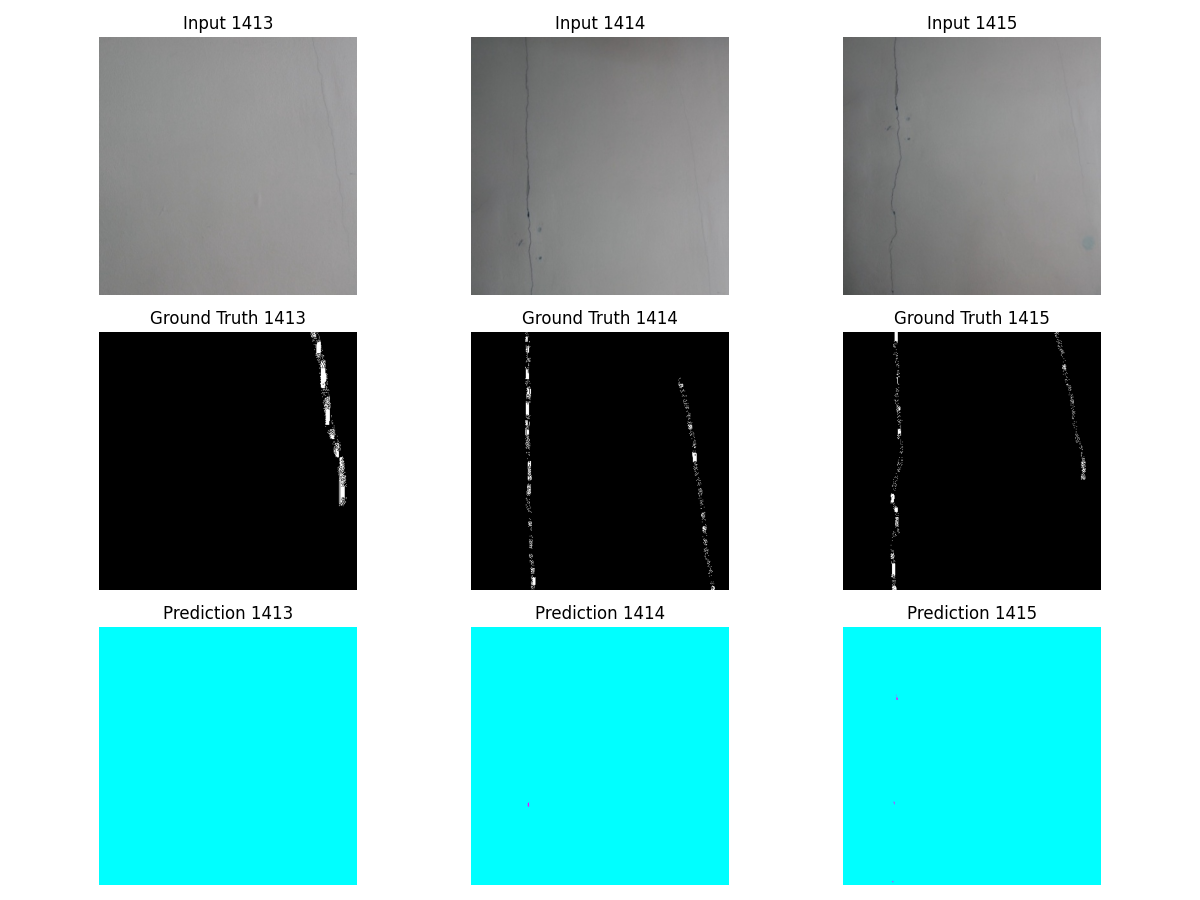 Input 1413
Input 1414
Input 1415
Ground Truth 1413
Ground Truth 1414
Ground Truth 1415
Prediction 1413
Prediction 1414
Prediction 1415